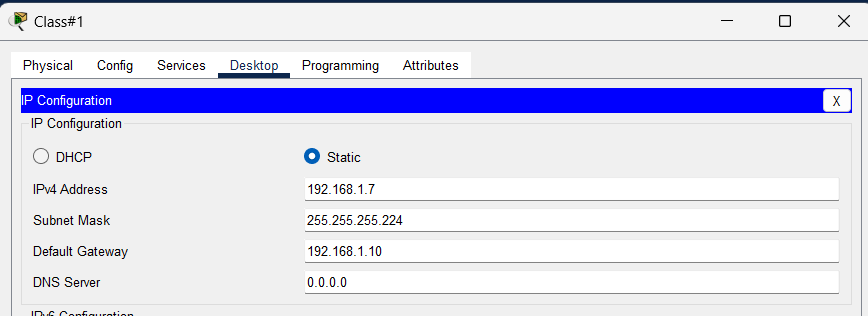 Class#1
Physical Config Services Desktop Programming Attributes
IP Configuration X
IP Configuration
DHCP Static
IPv4 Address 192.168.1.7
Subnet Mask 255.255.255.224
Default Gateway 192.168.1.10
DNS Server 0.0.0.0
IPv6 Configuration